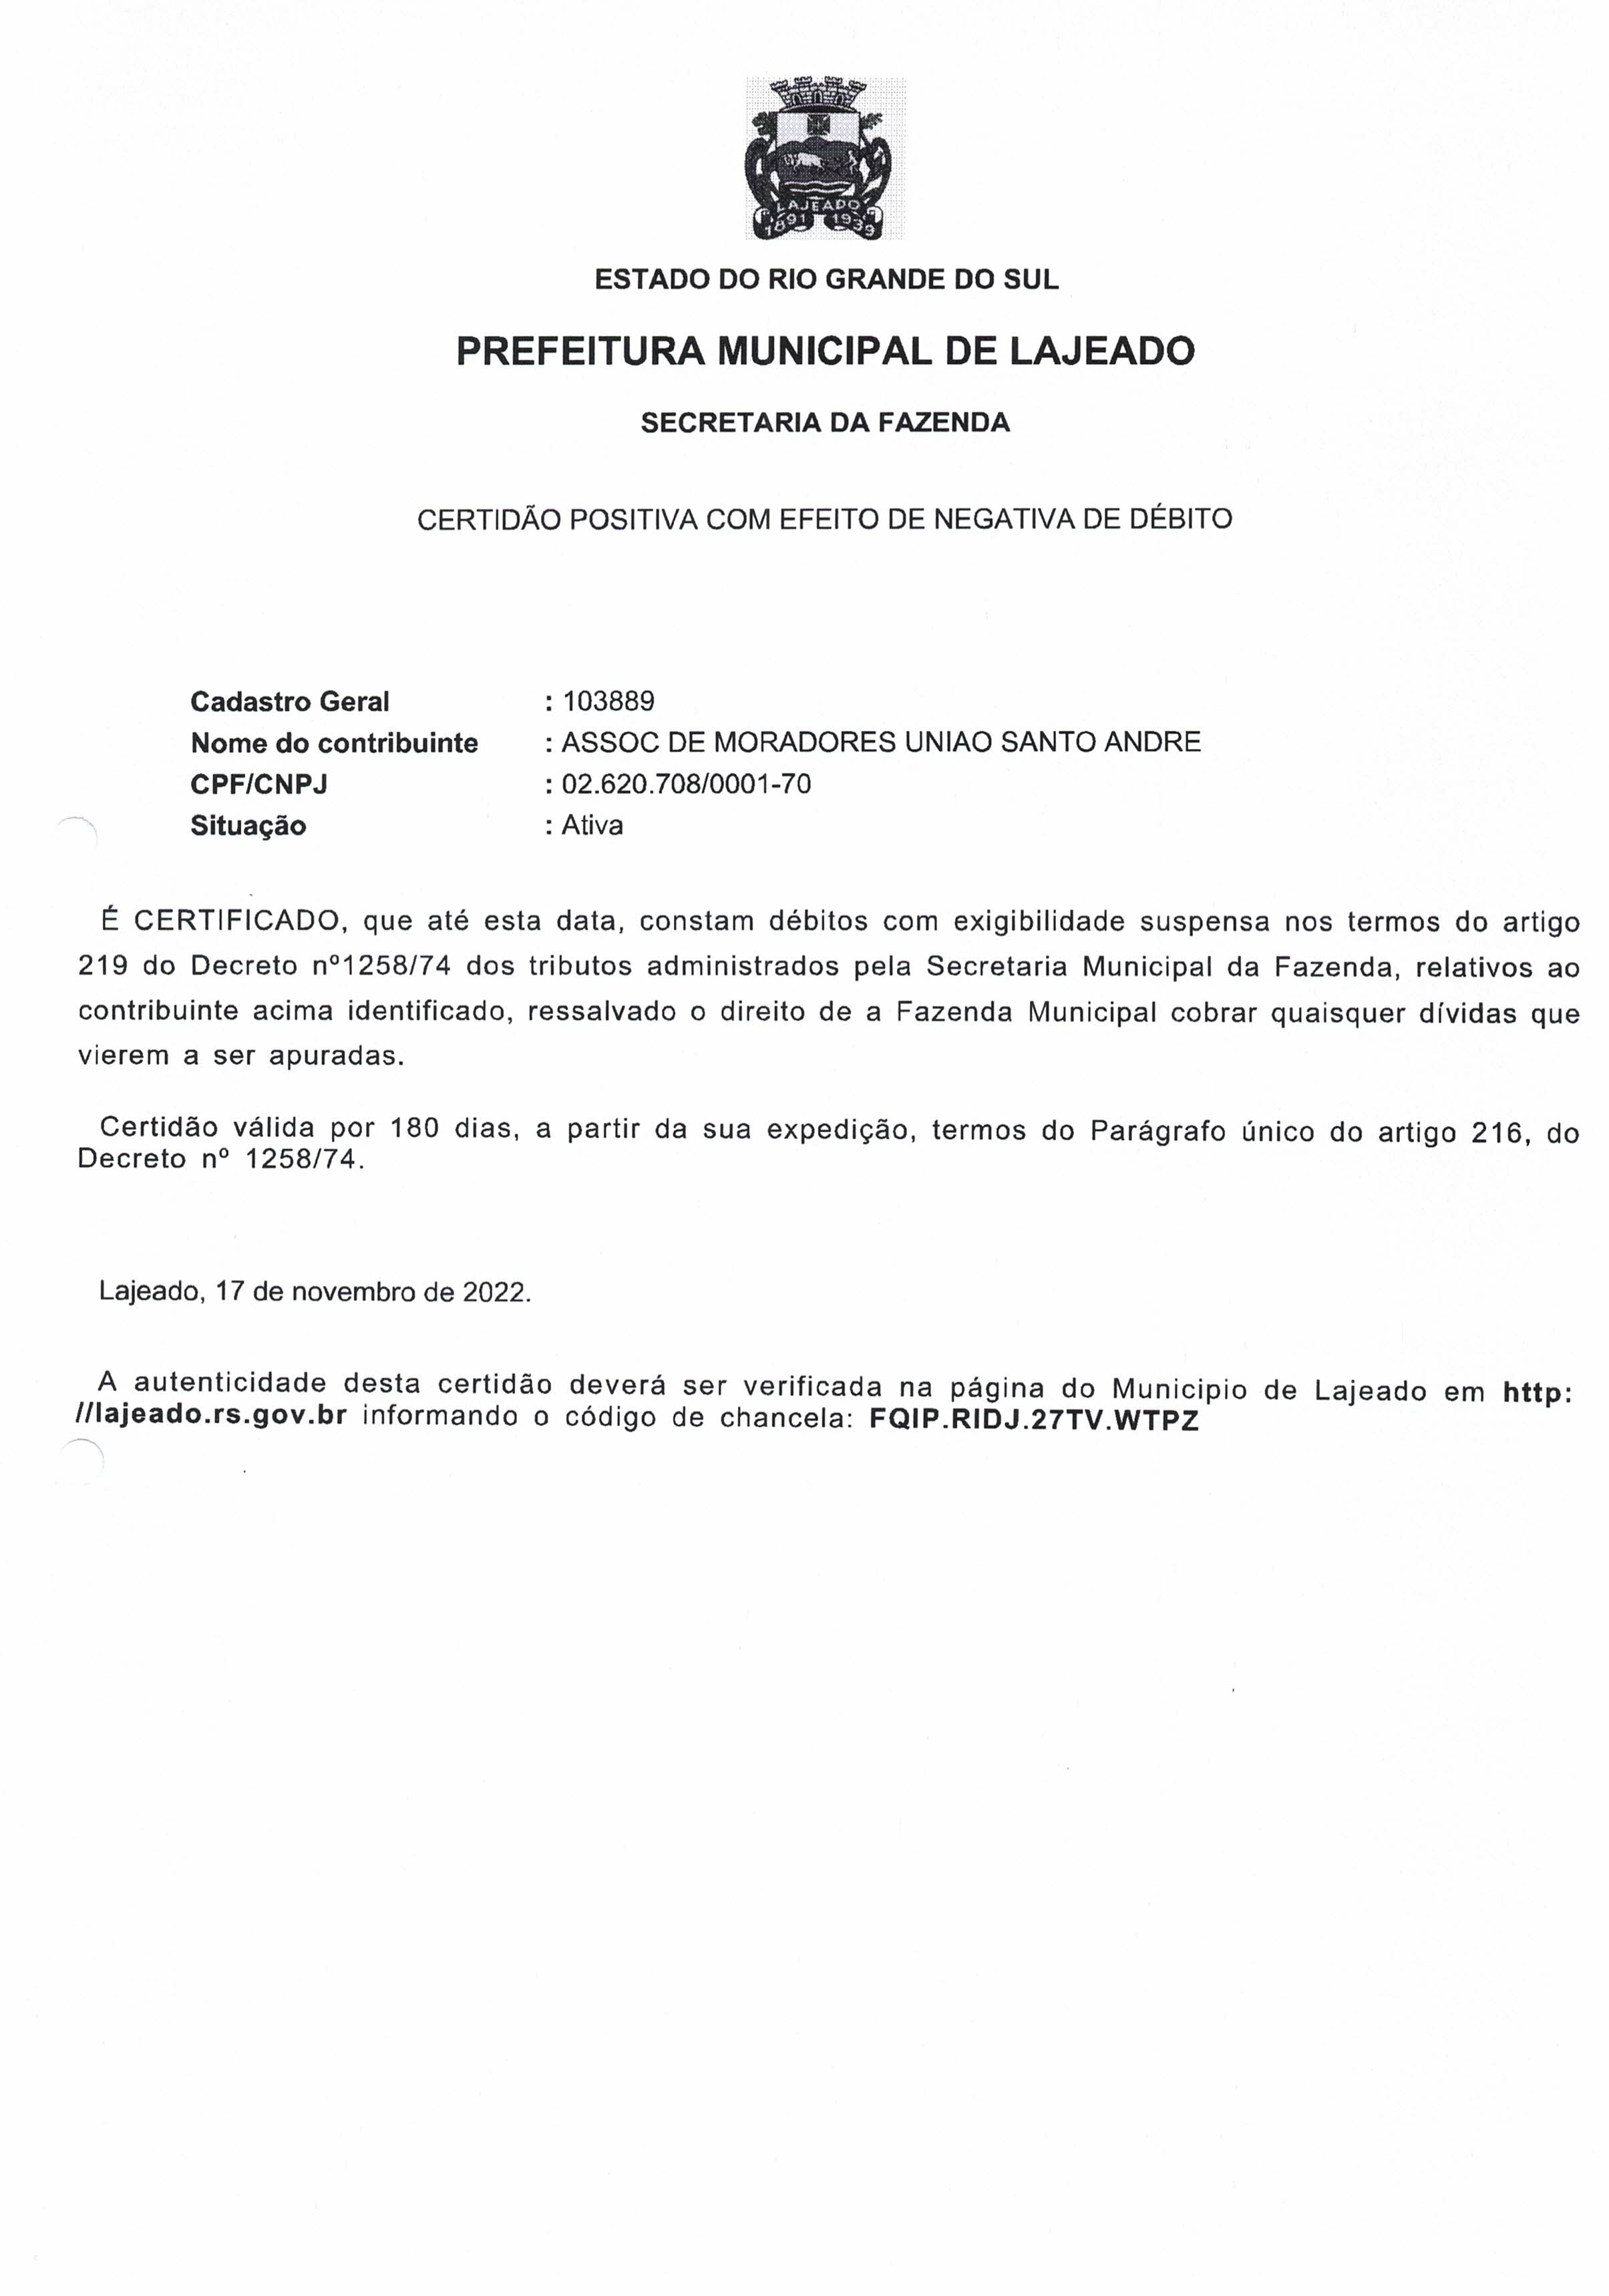 LAJEADO
1891 1939
ESTADO DO RIO GRANDE DO SUL
PREFEITURA MUNICIPAL DE LAJEADO
SECRETARIA DA FAZENDA
CERTIDÃO POSITIVA COM EFEITO DE NEGATIVA DE DÉBITO
Cadastro Geral : 103889
Nome do contribuinte : ASSOC DE MORADORES UNIAO SANTO ANDRE
CPF/CNPJ : 02.620.708/0001-70
Situação : Ativa
É CERTIFICADO, que até esta data, constam débitos com exigibilidade suspensa nos termos do artigo
219 do Decreto nº1258/74 dos tributos administrados pela Secretaria Municipal da Fazenda, relativos ao
contribuinte acima identificado, ressalvado o direito de a Fazenda Municipal cobrar quaisquer dívidas que
vierem a ser apuradas.
Certidão válida por 180 dias, a partir da sua expedição, termos do Parágrafo único do artigo 216, do
Decreto nº 1258/74.
Lajeado, 17 de novembro de 2022.
A autenticidade desta certidão deverá ser verificada na página do Municipio de Lajeado em http:
//lajeado.rs.gov.br informando o código de chancela: FQIP.RIDJ.27TV.WTPZ